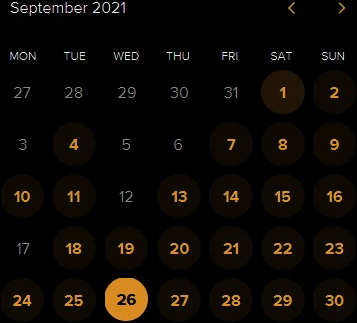 September 2021 < >
MON TUE WED THU FRI SAT SUN
27 28 29 30 31 1 2
3 4 5 6 7 8 9
10 11 12 13 14 15 16
17 18 19 20 21 22 23
24 25 26 27 28 29 30